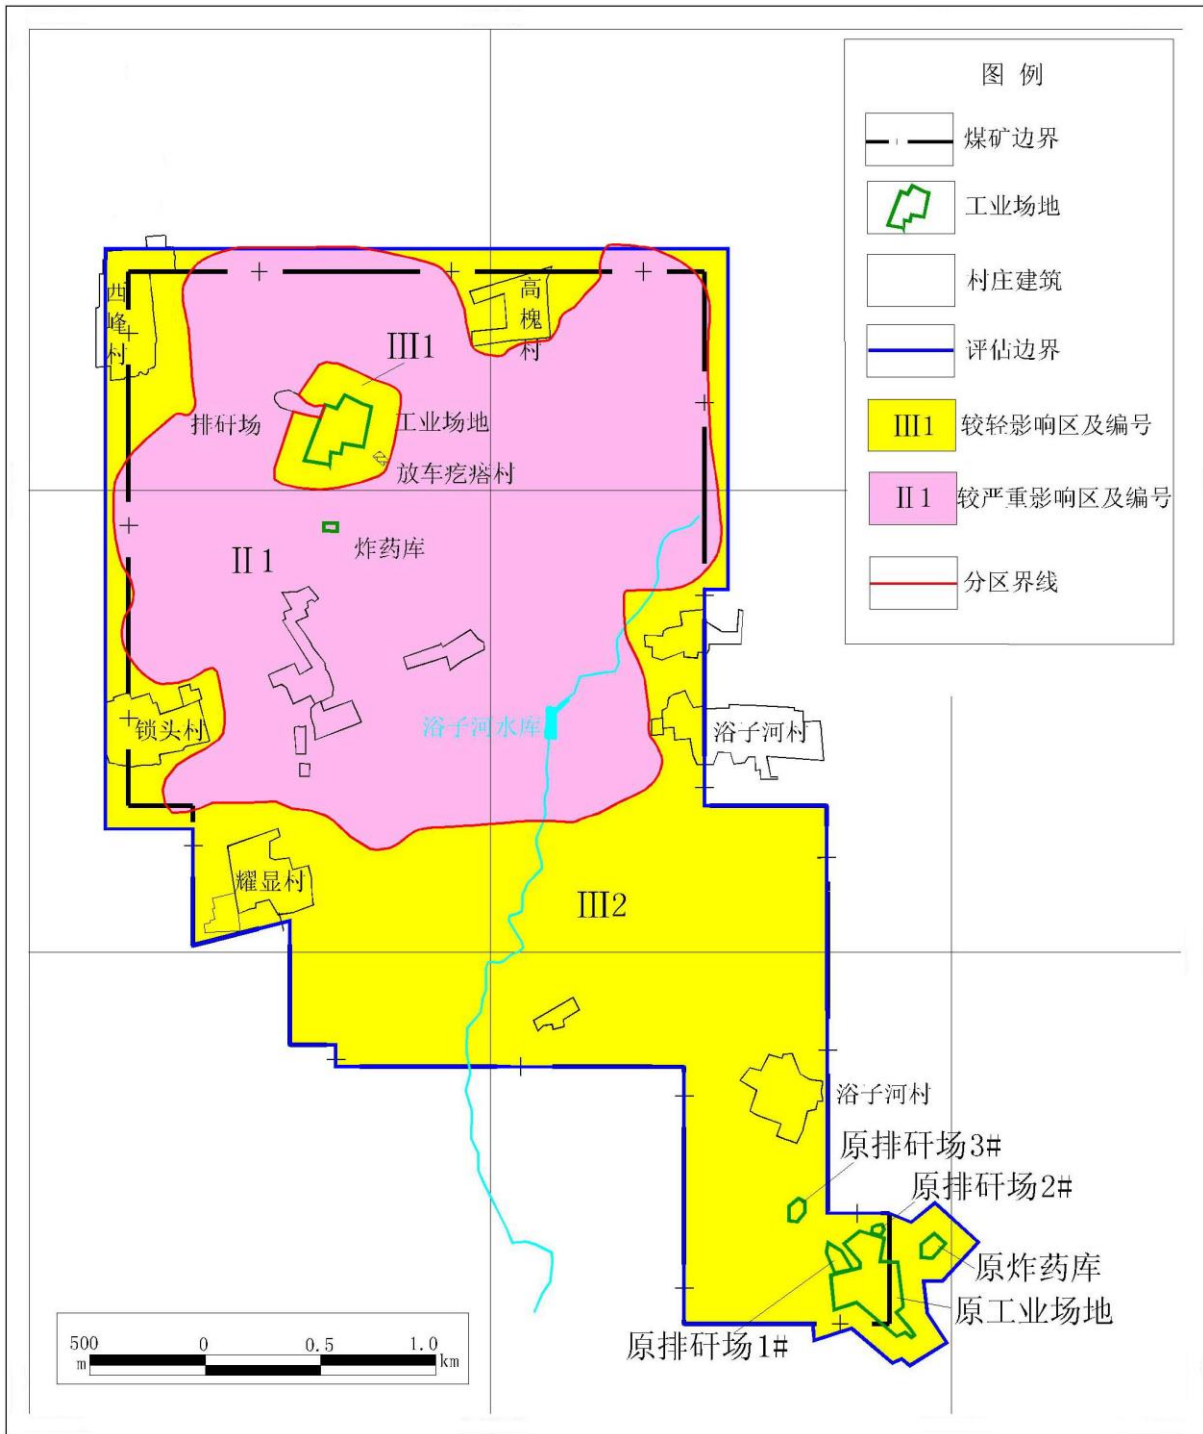 图 例
煤矿边界
工业场地
村庄建筑
评估边界
III1 较轻影响区及编号
II1 较严重影响区及编号
分区界线
西峰村
高槐村
III1
排矸场
工业场地
放车疙瘩村
炸药库
II1
浴子河水库
锁头村
浴子河村
耀显村
III2
浴子河村
原排矸场3#
原排矸场2#
原炸药库
原工业场地
原排矸场1#
500 0 0.5 1.0
m km